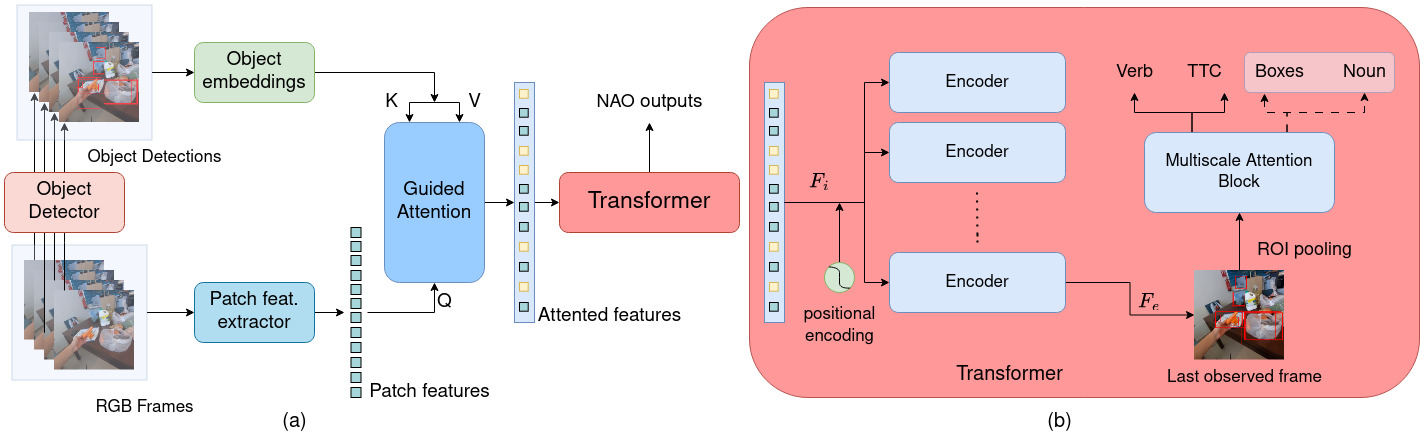 Object
embeddings
K
V
Object Detections
Object
Detector
Guided
Attention
NAO outputs
Transformer
Patch feat.
extractor
Q
Attented features
Patch features
RGB Frames
(a)
Encoder
Encoder
Encoder
F_i
positional
encoding
Verb
TTC
Boxes
Noun
Multiscale Attention
Block
ROI pooling
F_e
Last observed frame
Transformer
(b)